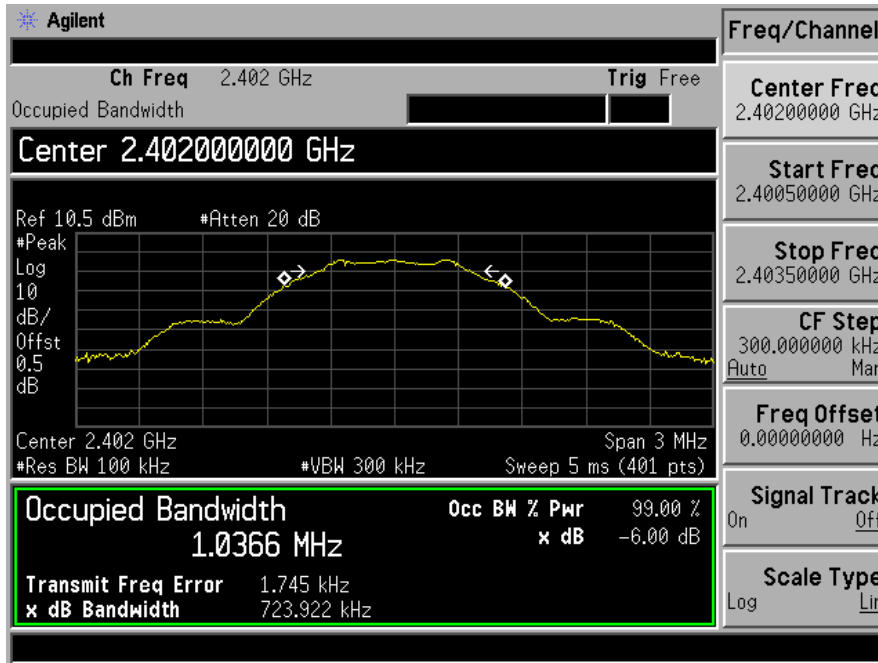 Agilent
Ch Freq 2.402 GHz Trig Free
Occupied Bandwidth
Center 2.402000000 GHz
Ref 10.5 dBm #Atten 20 dB
#Peak
Log
10
dB/
Offst
0.5
dB
Center 2.402 GHz Span 3 MHz
#Res BW 100 kHz #VBW 300 kHz Sweep 5 ms (401 pts)
Occupied Bandwidth Occ BW % Pwr 99.00 %
1.0366 MHz x dB -6.00 dB
Transmit Freq Error 1.745 kHz
x dB Bandwidth 723.922 kHz
Freq/Channel
Center Freq
2.40200000 GHz
Start Freq
2.40050000 GHz
Stop Freq
2.40350000 GHz
CF Step
300.000000 kHz
Auto Man
Freq Offset
0.00000000 Hz
Signal Track
On Off
Scale Type
Log Lin